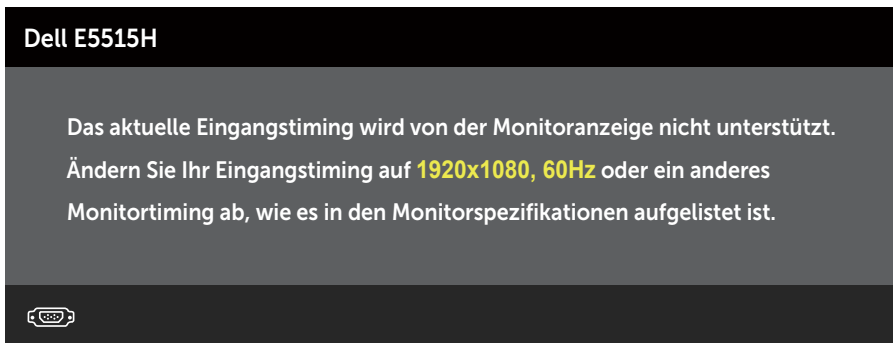 Dell E5515H
Das aktuelle Eingangstiming wird von der Monitoranzeige nicht unterstützt.
Ändern Sie Ihr Eingangstiming auf 1920x1080, 60Hz oder ein anderes
Monitortiming ab, wie es in den Monitorspezifikationen aufgelistet ist.